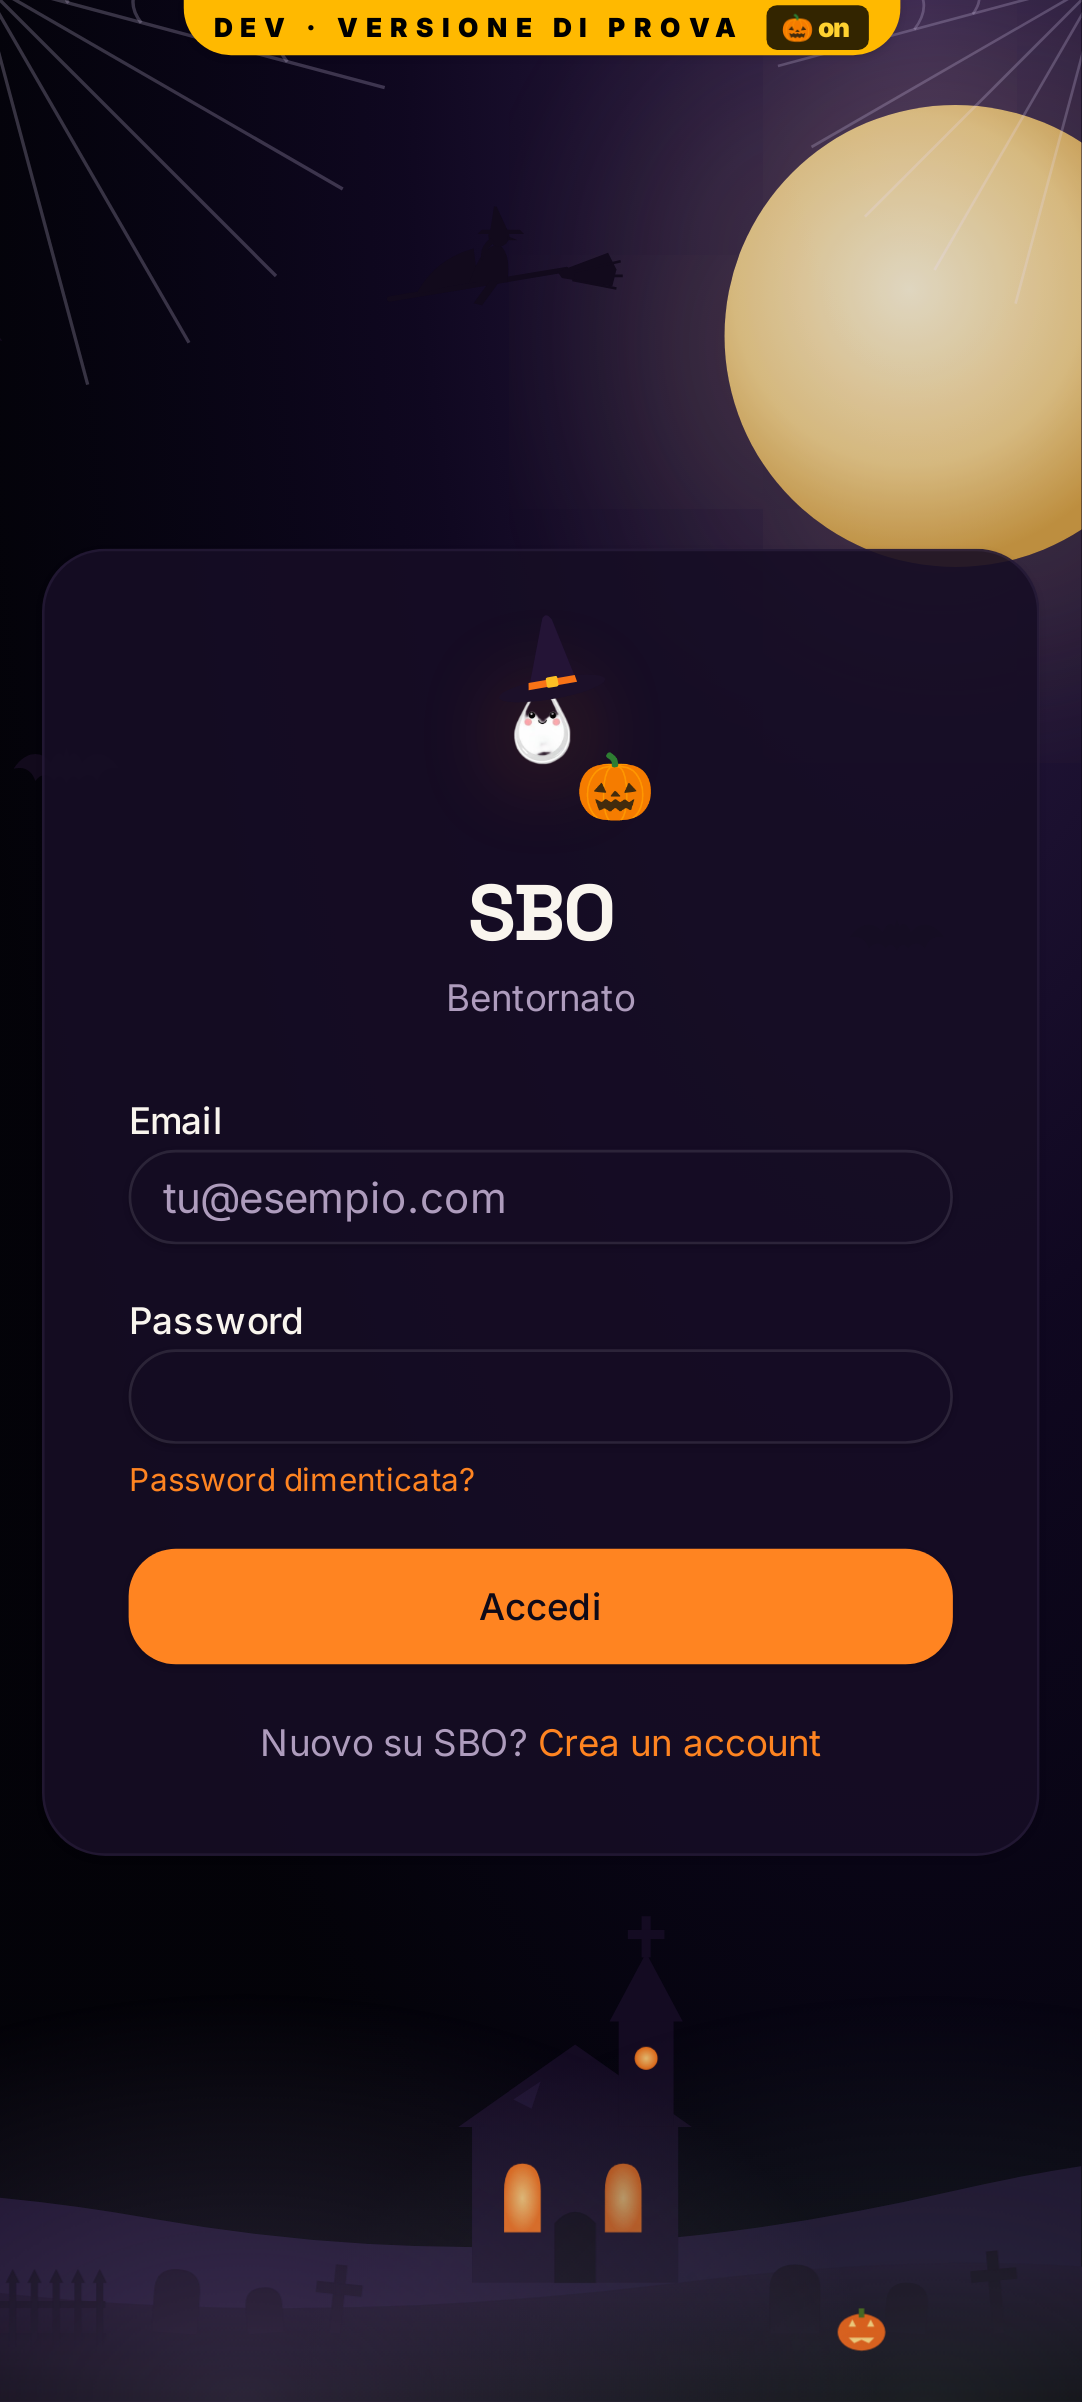 DEV · VERSIONE DI PROVA 🎃 on
SBO
Bentornato
Email
tu@esempio.com
Password
Password dimenticata?
Accedi
Nuovo su SBO? Crea un account